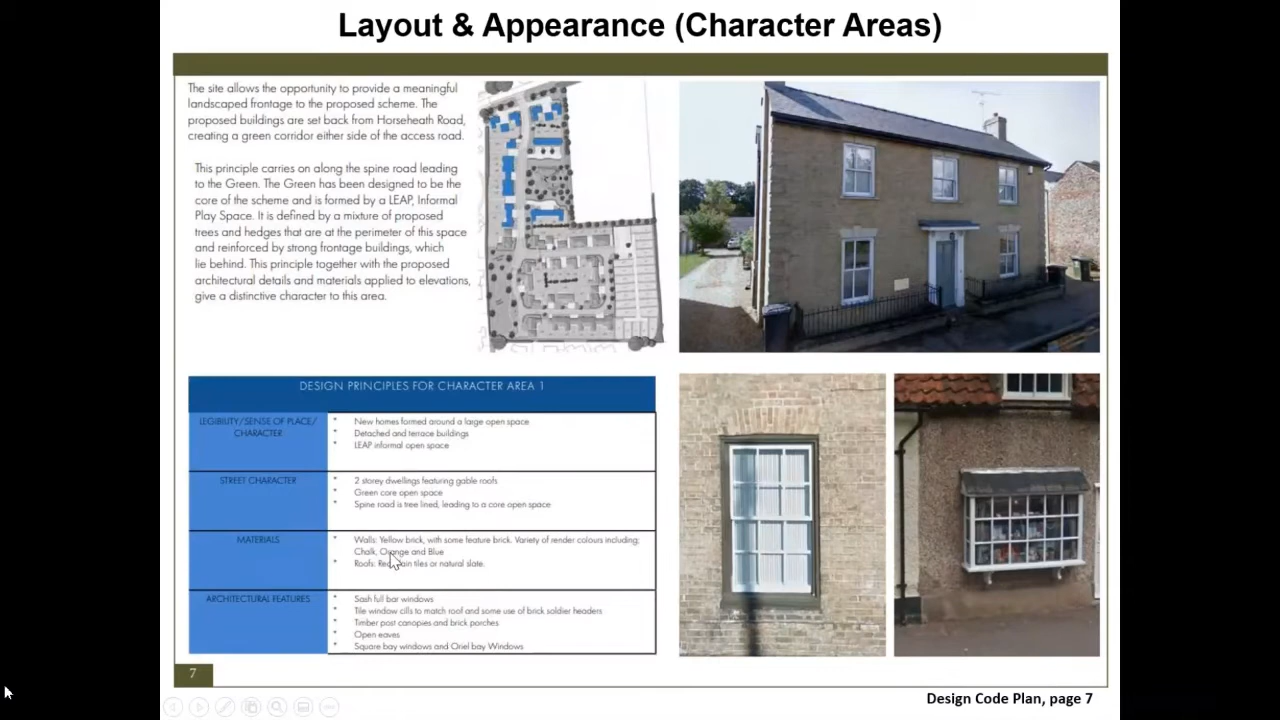 Layout & Appearance (Character Areas)
The site allows the opportunity to provide a meaningful
landscaped frontage to the proposed scheme. The
proposed buildings are set back from Horseheath Road,
creating a green corridor either side of the access road.
This principle carries on along the spine road leading
to the Green. The Green has been designed to be the
core of the scheme and is formed by a LEAP, Informal
Play Space. It is defined by a mixture of proposed
trees and hedges that are at the perimeter of this space
and reinforced by strong frontage buildings, which
lie behind. This principle together with the proposed
architectural details and materials applied to elevations,
give a distinctive character to this area.
DESIGN PRINCIPLES FOR CHARACTER AREA 1
LEGIBILITY/SENSE OF PLACE/
CHARACTER
* New homes formed around a large open space
* Detached and terrace buildings
* LEAP informal open space
STREET CHARACTER
* 2 storey dwellings featuring gable roofs
* Green core open space
* Spine road is tree lined, leading to a core open space
MATERIALS
* Walls: Yellow brick, with some feature brick. Variety of render colours including;
Chalk, Orange and Blue
* Roofs: tiles or natural slate.
ARCHITECTURAL FEATURES
* Sash full bar windows
* Tile window cills to match roof and some use of brick soldier headers
* Timber post canopies and brick porches
* Open eaves
* Square bay windows and Oriel bay Windows
7
Design Code Plan, page 7